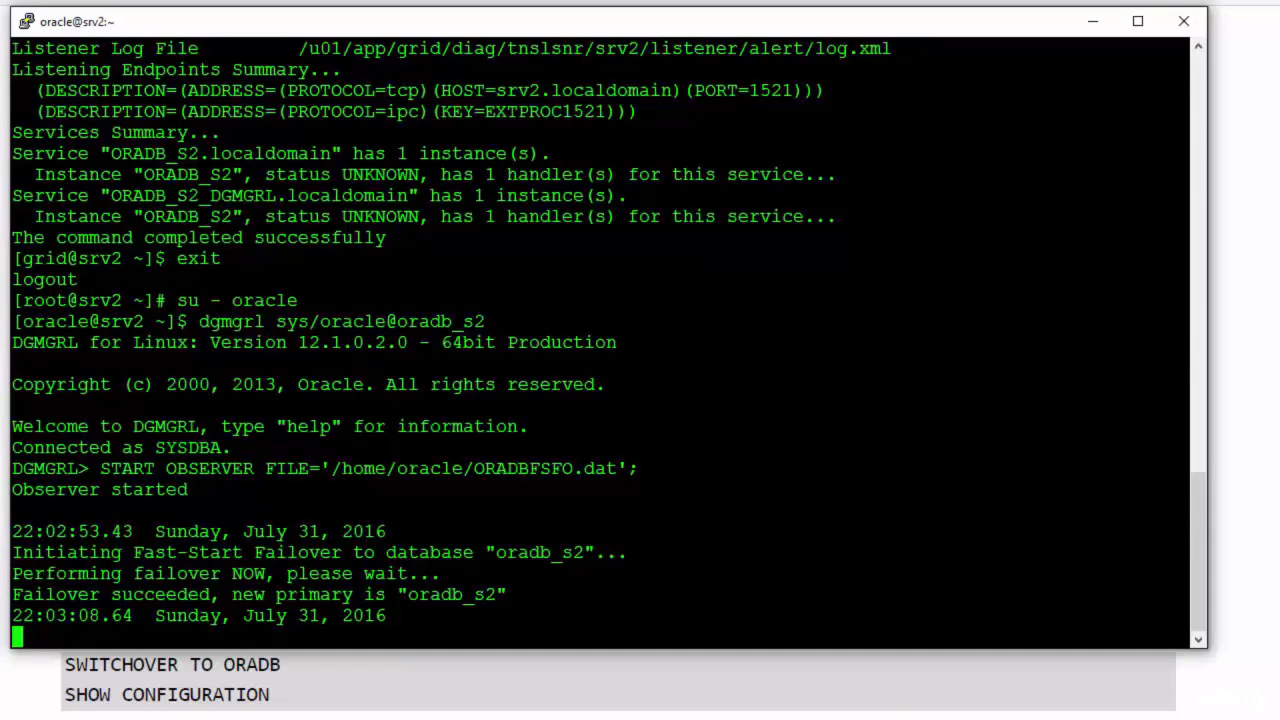 oracle@srv2:~
Listener Log File /u01/app/grid/diag/tnslsnr/srv2/listener/alert/log.xml
Listening Endpoints Summary...
(DESCRIPTION=(ADDRESS=(PROTOCOL=tcp)(HOST=srv2.localdomain)(PORT=1521)))
(DESCRIPTION=(ADDRESS=(PROTOCOL=ipc)(KEY=EXTPROC1521)))
Services Summary...
Service "ORADB_S2.localdomain" has 1 instance(s).
Instance "ORADB_S2", status UNKNOWN, has 1 handler(s) for this service...
Service "ORADB_S2_DGMGRL.localdomain" has 1 instance(s).
Instance "ORADB_S2", status UNKNOWN, has 1 handler(s) for this service...
The command completed successfully
[grid@srv2 ~]$ exit
logout
[root@srv2 ~]# su - oracle
[oracle@srv2 ~]$ dgmgrl sys/oracle@oradb_s2
DGMGRL for Linux: Version 12.1.0.2.0 - 64bit Production
Copyright (c) 2000, 2013, Oracle. All rights reserved.
Welcome to DGMGRL, type "help" for information.
Connected as SYSDBA.
DGMGRL> START OBSERVER FILE='/home/oracle/ORADBFSFO.dat';
Observer started
22:02:53.43 Sunday, July 31, 2016
Initiating Fast-Start Failover to database "oradb_s2"...
Performing failover NOW, please wait...
Failover succeeded, new primary is "oradb_s2"
22:03:08.64 Sunday, July 31, 2016
SWITCHOVER TO ORADB
SHOW CONFIGURATION